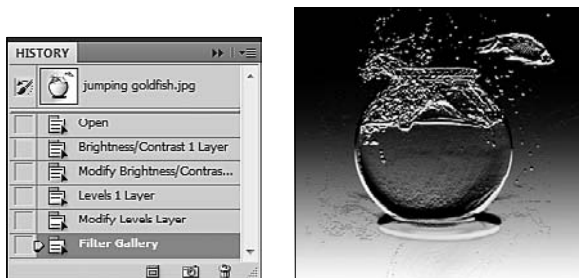 HISTORY
jumping goldfish.jpg
Open
Brightness/Contrast 1 Layer
Modify Brightness/Contras...
Levels 1 Layer
Modify Levels Layer
Filter Gallery